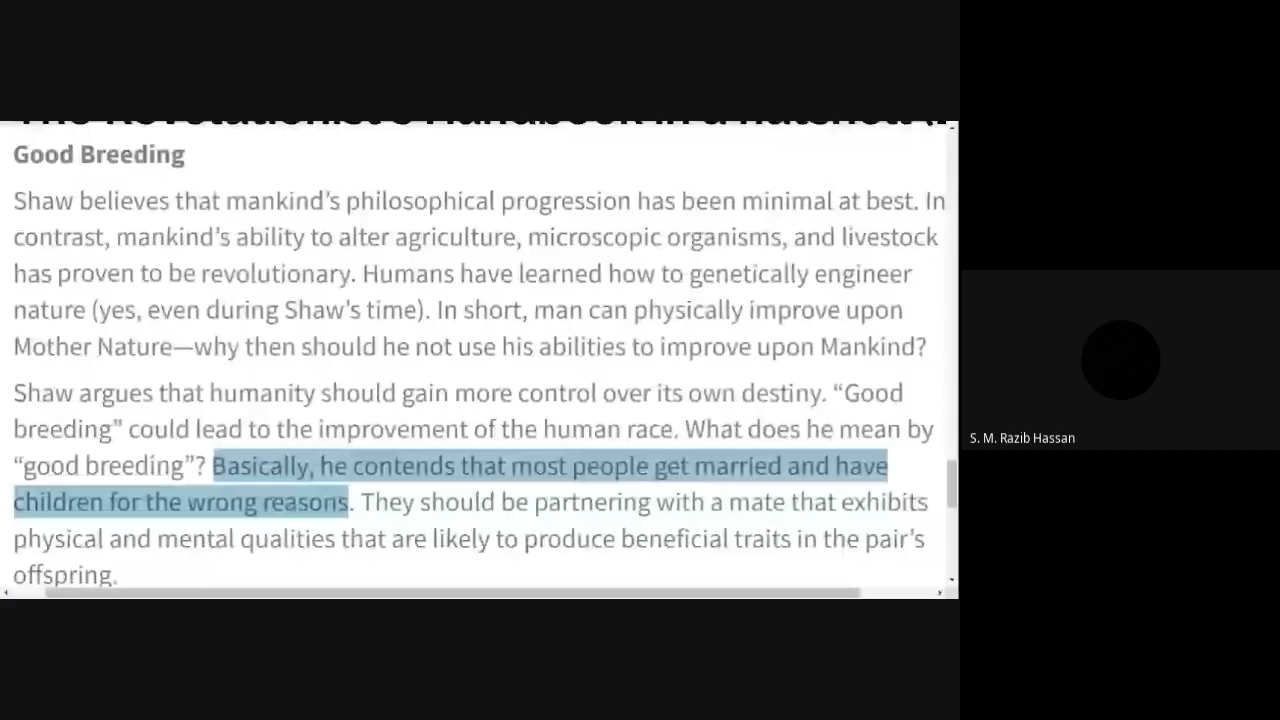 Good Breeding
Shaw believes that mankind's philosophical progression has been minimal at best. In
contrast, mankind's ability to alter agriculture, microscopic organisms, and livestock
has proven to be revolutionary. Humans have learned how to genetically engineer
nature (yes, even during Shaw's time). In short, man can physically improve upon
Mother Nature—why then should he not use his abilities to improve upon Mankind?
Shaw argues that humanity should gain more control over its own destiny. “Good
breeding” could lead to the improvement of the human race. What does he mean by
“good breeding”? Basically, he contends that most people get married and have
children for the wrong reasons. They should be partnering with a mate that exhibits
physical and mental qualities that are likely to produce beneficial traits in the pair's
offspring.
S. M. Razib Hassan